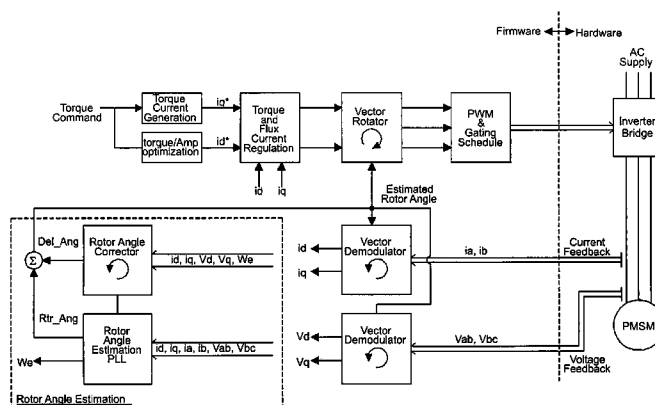 Firmware
Hardware
AC
Supply
Torque
Command
Torque
Current
Generation
iq*
torque/Amp
optimization
id*
Torque
and
Flux
Current
Regulation
id
iq
Vector
Rotator
PWM
&
Gating
Schedule
Inverter
Bridge
Estimated
Rotor Angle
Del_Ang
Rotor Angle
Corrector
id, iq, Vd, Vq, We
Σ
Rtr_Ang
Rotor
Angle
Estimation
PLL
id, iq, ia, ib, Vab, Vbc
We
Rotor Angle Estimation
id
iq
Vector
Demodulator
ia, ib
Current
Feedback
Vd
Vq
Vector
Demodulator
Vab, Vbc
Voltage
Feedback
PMSM